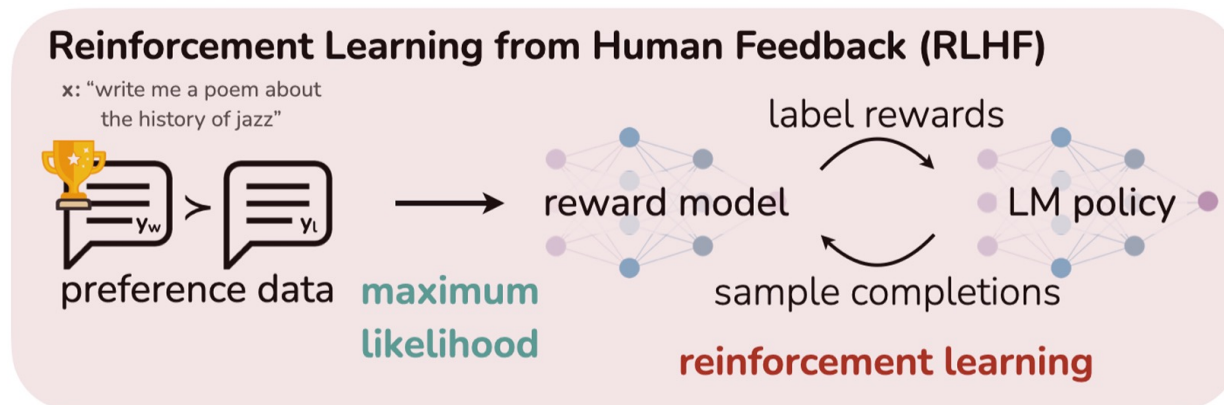 Reinforcement Learning from Human Feedback (RLHF)
x: “write me a poem about
the history of jazz”
label rewards
yw
yl
reward model
LM policy
preference data
maximum
likelihood
sample completions
reinforcement learning